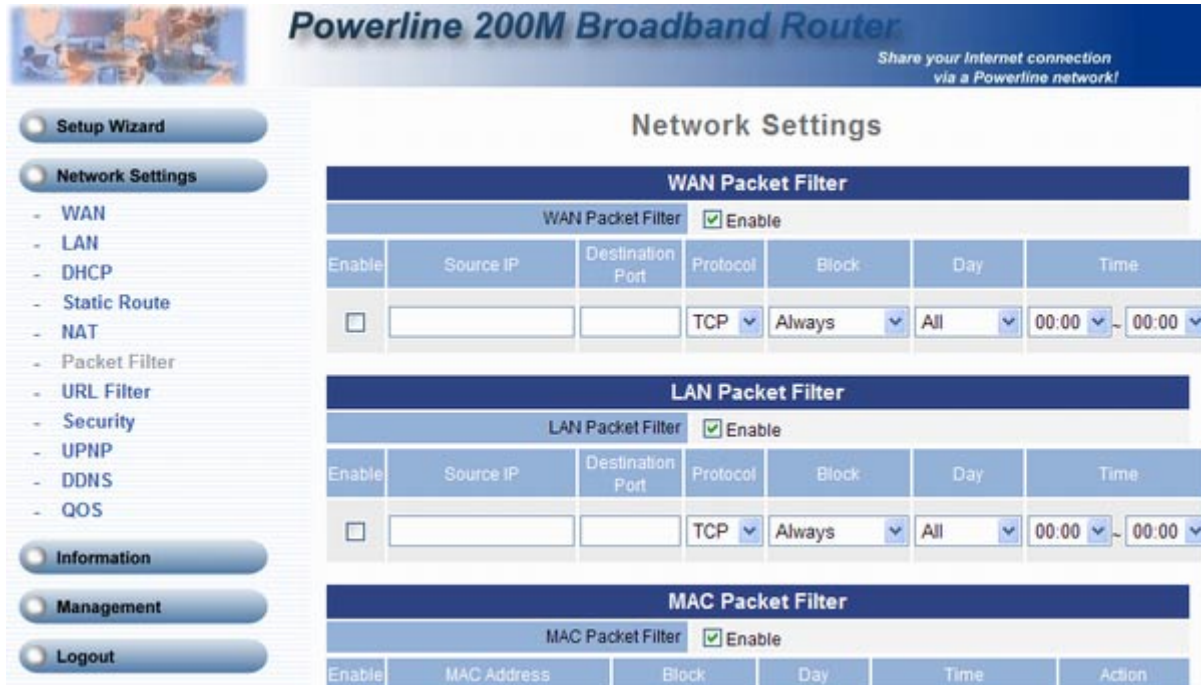 Powerline 200M Broadband Router.
Share your Internet connection
via a Powerline network!
Setup Wizard
Network Settings
- WAN
- LAN
- DHCP
- Static Route
- NAT
- Packet Filter
- URL Filter
- Security
- UPNP
- DDNS
- QOS
Information
Management
Logout
Network Settings
WAN Packet Filter
WAN Packet Filter Enable
Enable Source IP Destination Port Protocol Block Day Time
TCP Always All 00:00 ~ 00:00
LAN Packet Filter
LAN Packet Filter Enable
Enable Source IP Destination Port Protocol Block Day Time
TCP Always All 00:00 ~ 00:00
MAC Packet Filter
MAC Packet Filter Enable
Enable MAC Address Block Day Time Action